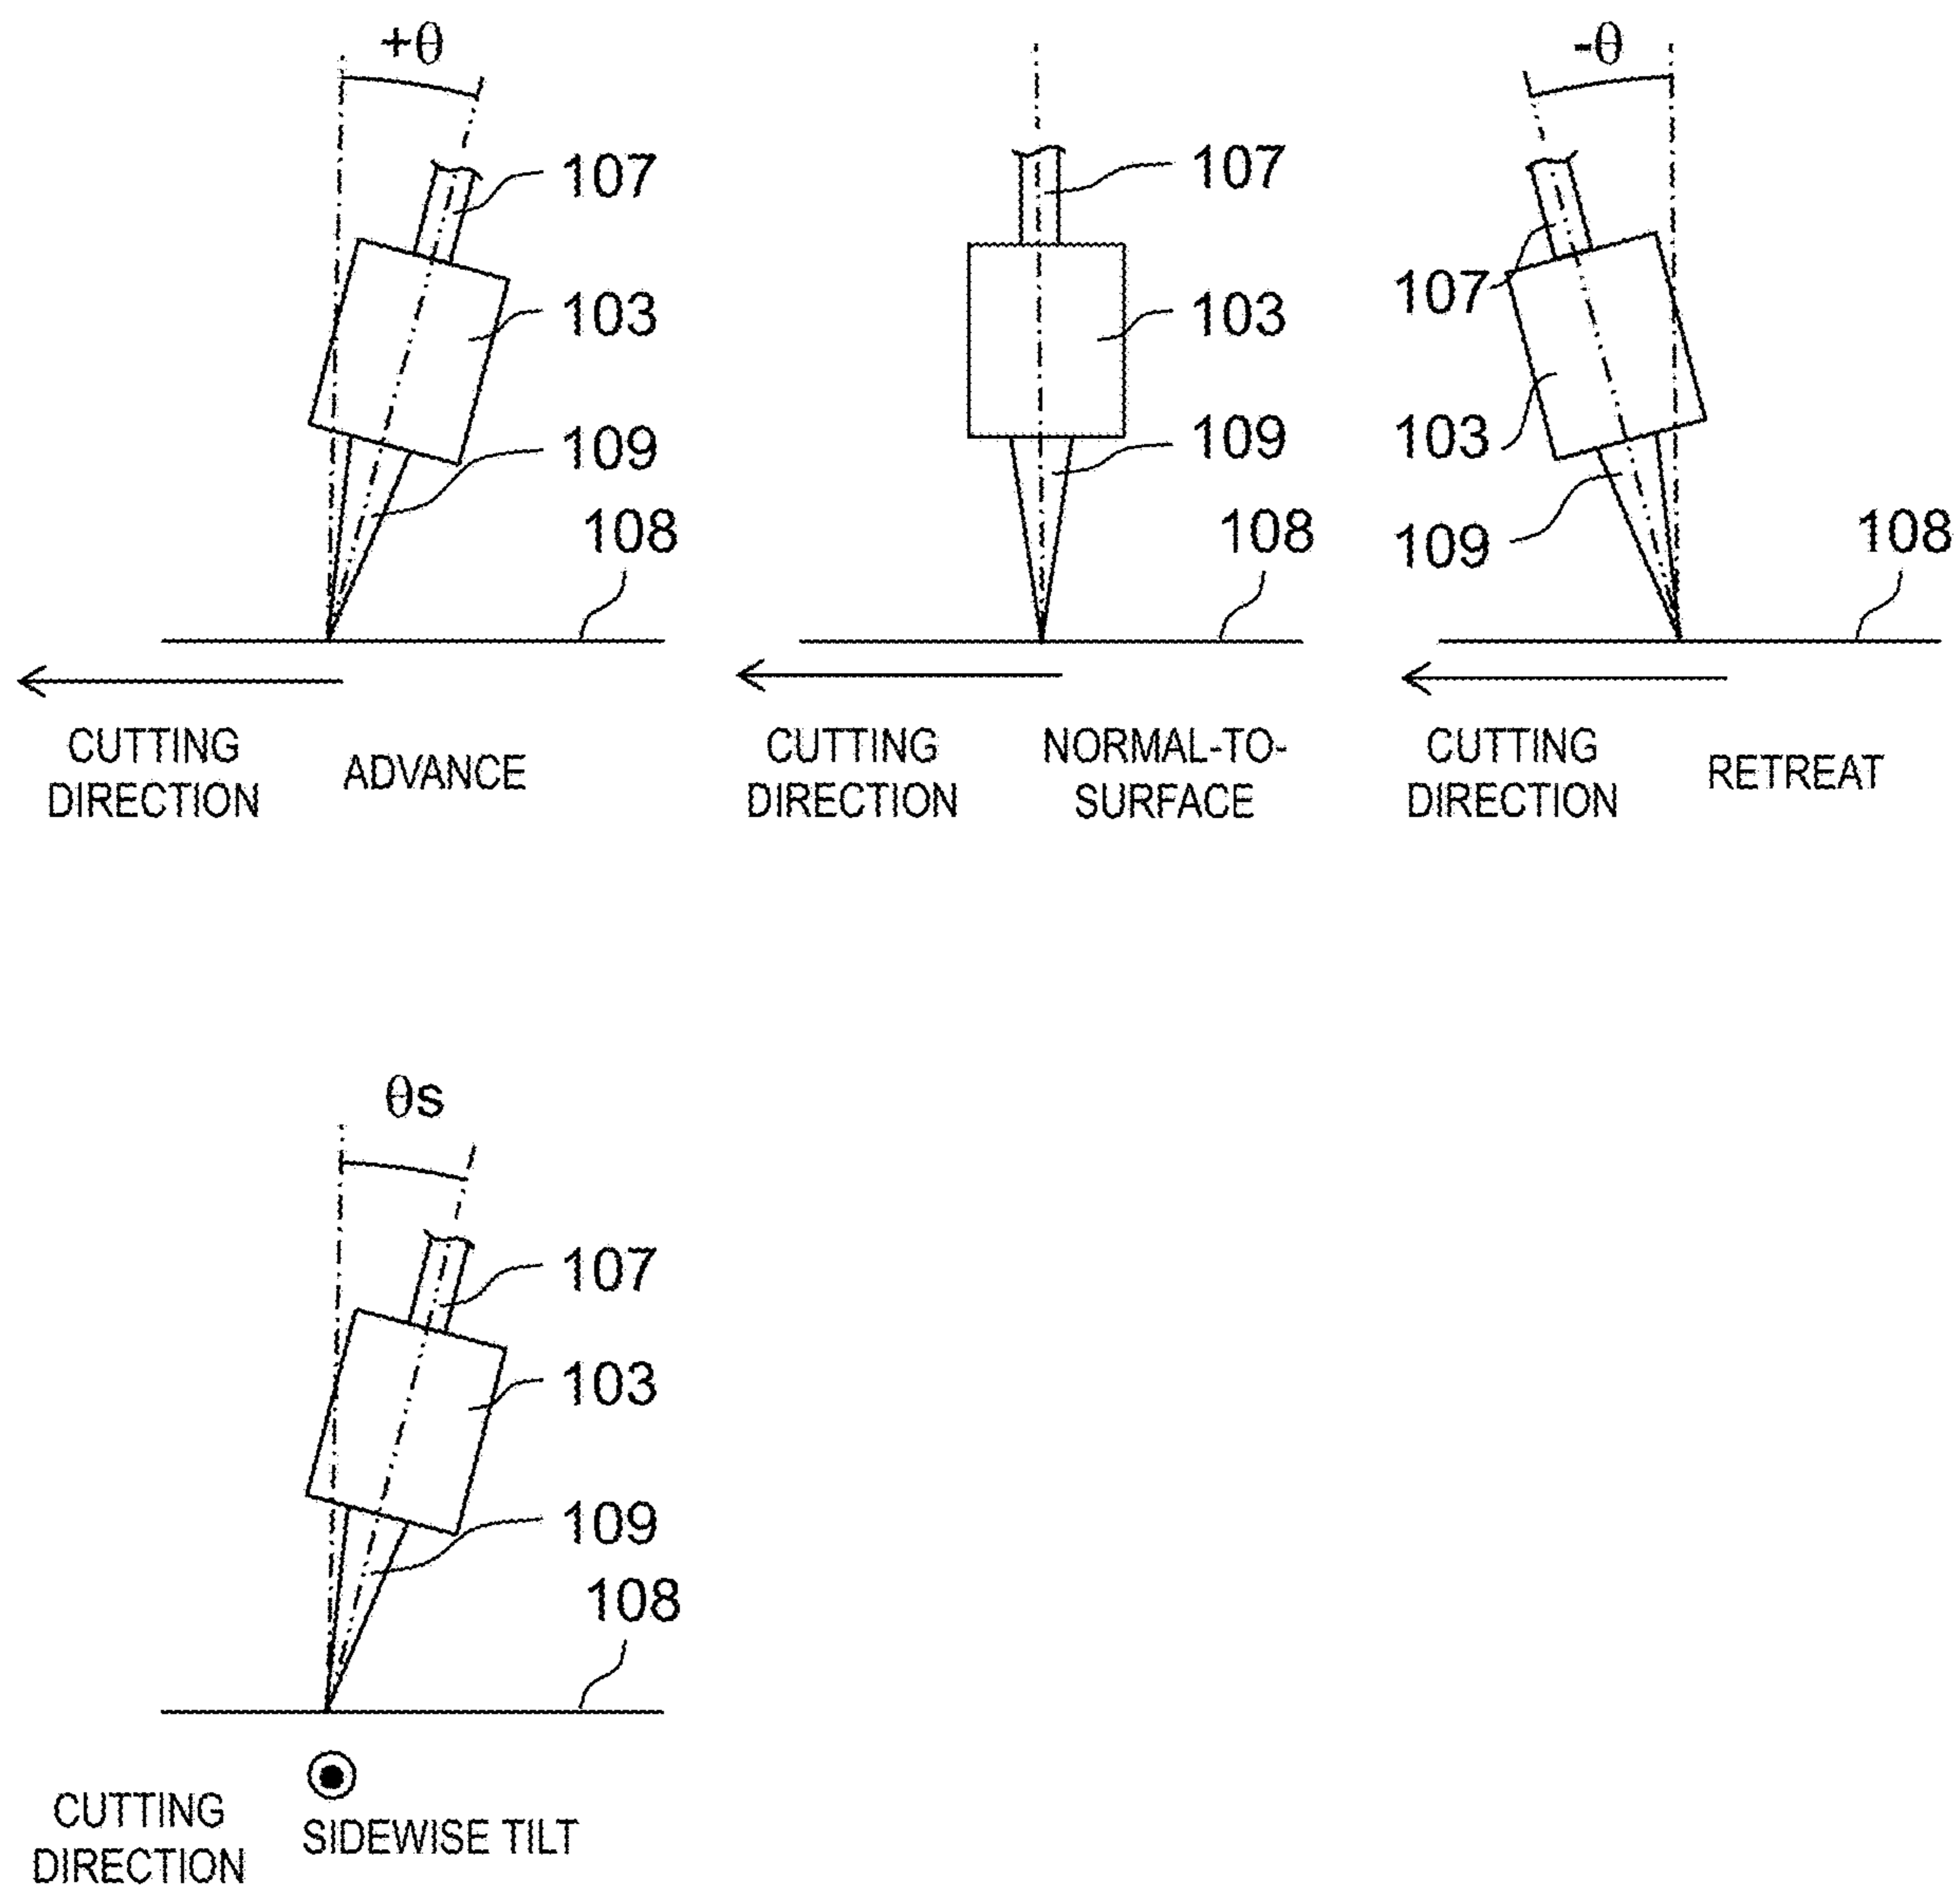 +θ
107
103
109
108
CUTTING
DIRECTION
ADVANCE
107
103
109
108
CUTTING
DIRECTION
NORMAL-TO-
SURFACE
-θ
107
103
109
108
CUTTING
DIRECTION
RETREAT
θs
107
103
109
108
CUTTING
DIRECTION
SIDEWISE TILT